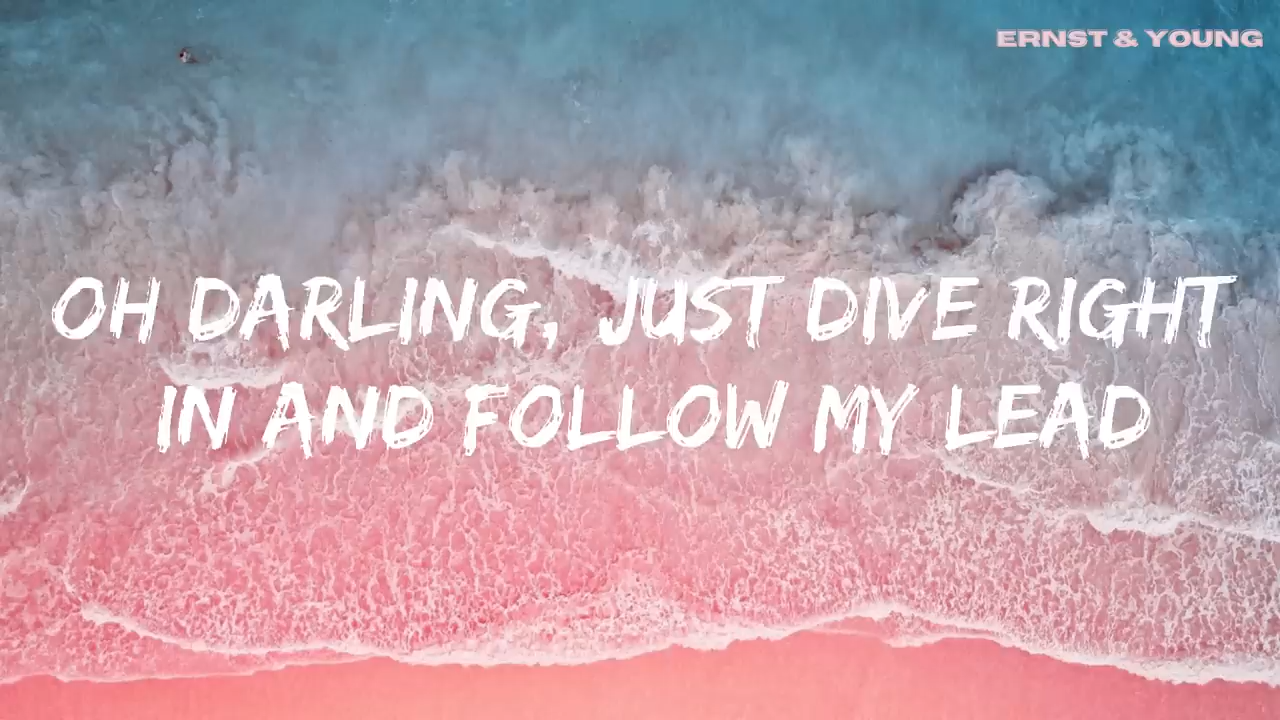 ERNST & YOUNG
OH DARLING, JUST DIVE RIGHT
IN AND FOLLOW MY LEAD